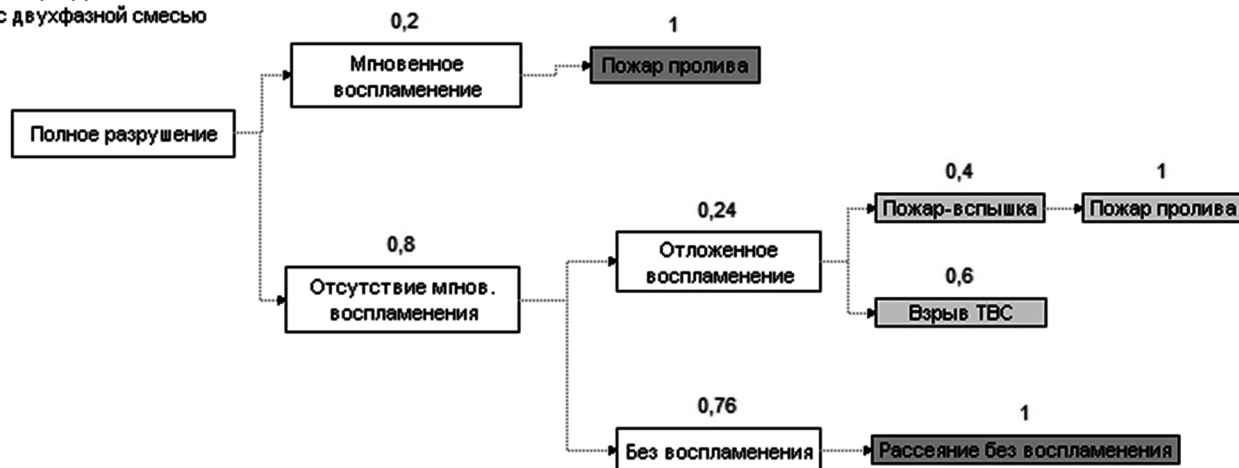 с двухфазной смесью
0,2
1
Мгновенное
воспламенение
Пожар пролива
Полное разрушение
0,4
1
0,24
Пожар-вспышка
Пожар пролива
0,8
Отложенное
воспламенение
Отсутствие мгнов.
воспламенения
0,6
Взрыв ТВС
0,76
1
Без воспламенения
Рассеяние без воспламенения